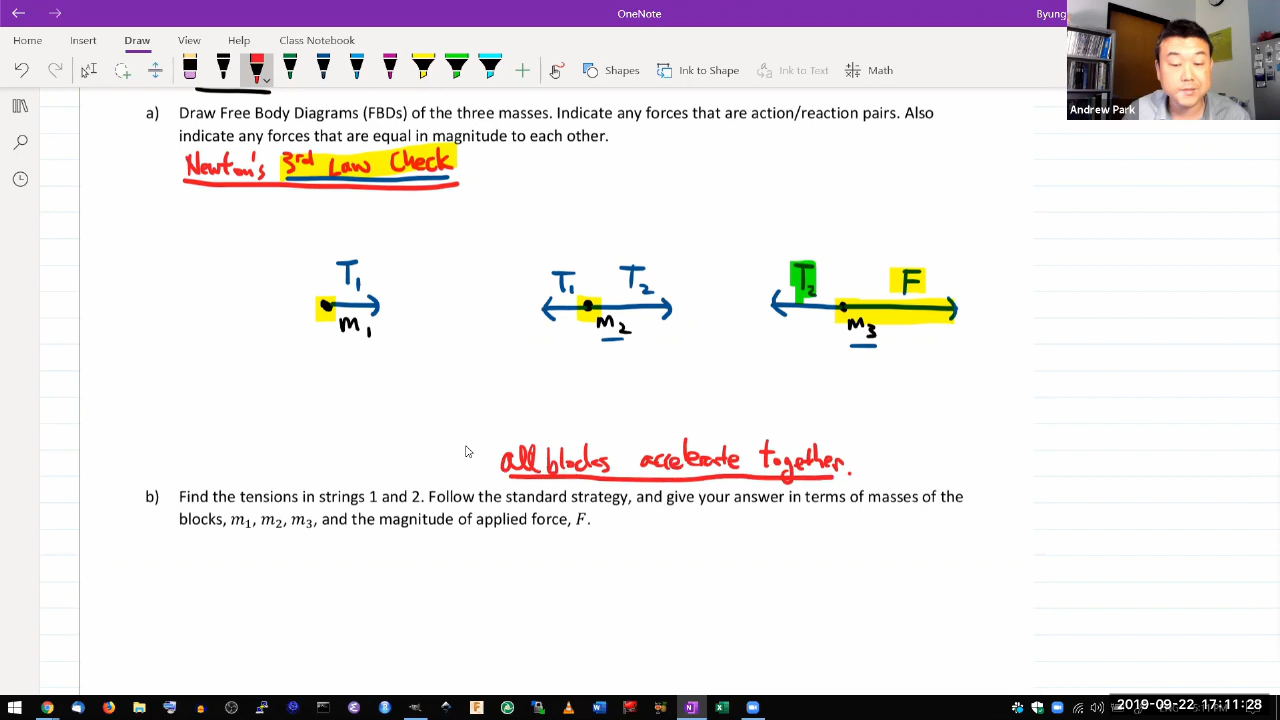 OneNote
Byung
Home Insert Draw View Help Class Notebook
Shapes Ink to Shape Ink to Text Math
Andrew Park
a) Draw Free Body Diagrams (FBDs) of the three masses. Indicate any forces that are action/reaction pairs. Also
indicate any forces that are equal in magnitude to each other.
Newton's 3rd Law Check
T₁ T₁ T₂ T₂ F
m₁ m₂ m₃
all blocks accelerate together.
b) Find the tensions in strings 1 and 2. Follow the standard strategy, and give your answer in terms of masses of the
blocks, m₁, m₂, m₃, and the magnitude of applied force, F.
2019-09-22 17:11:28